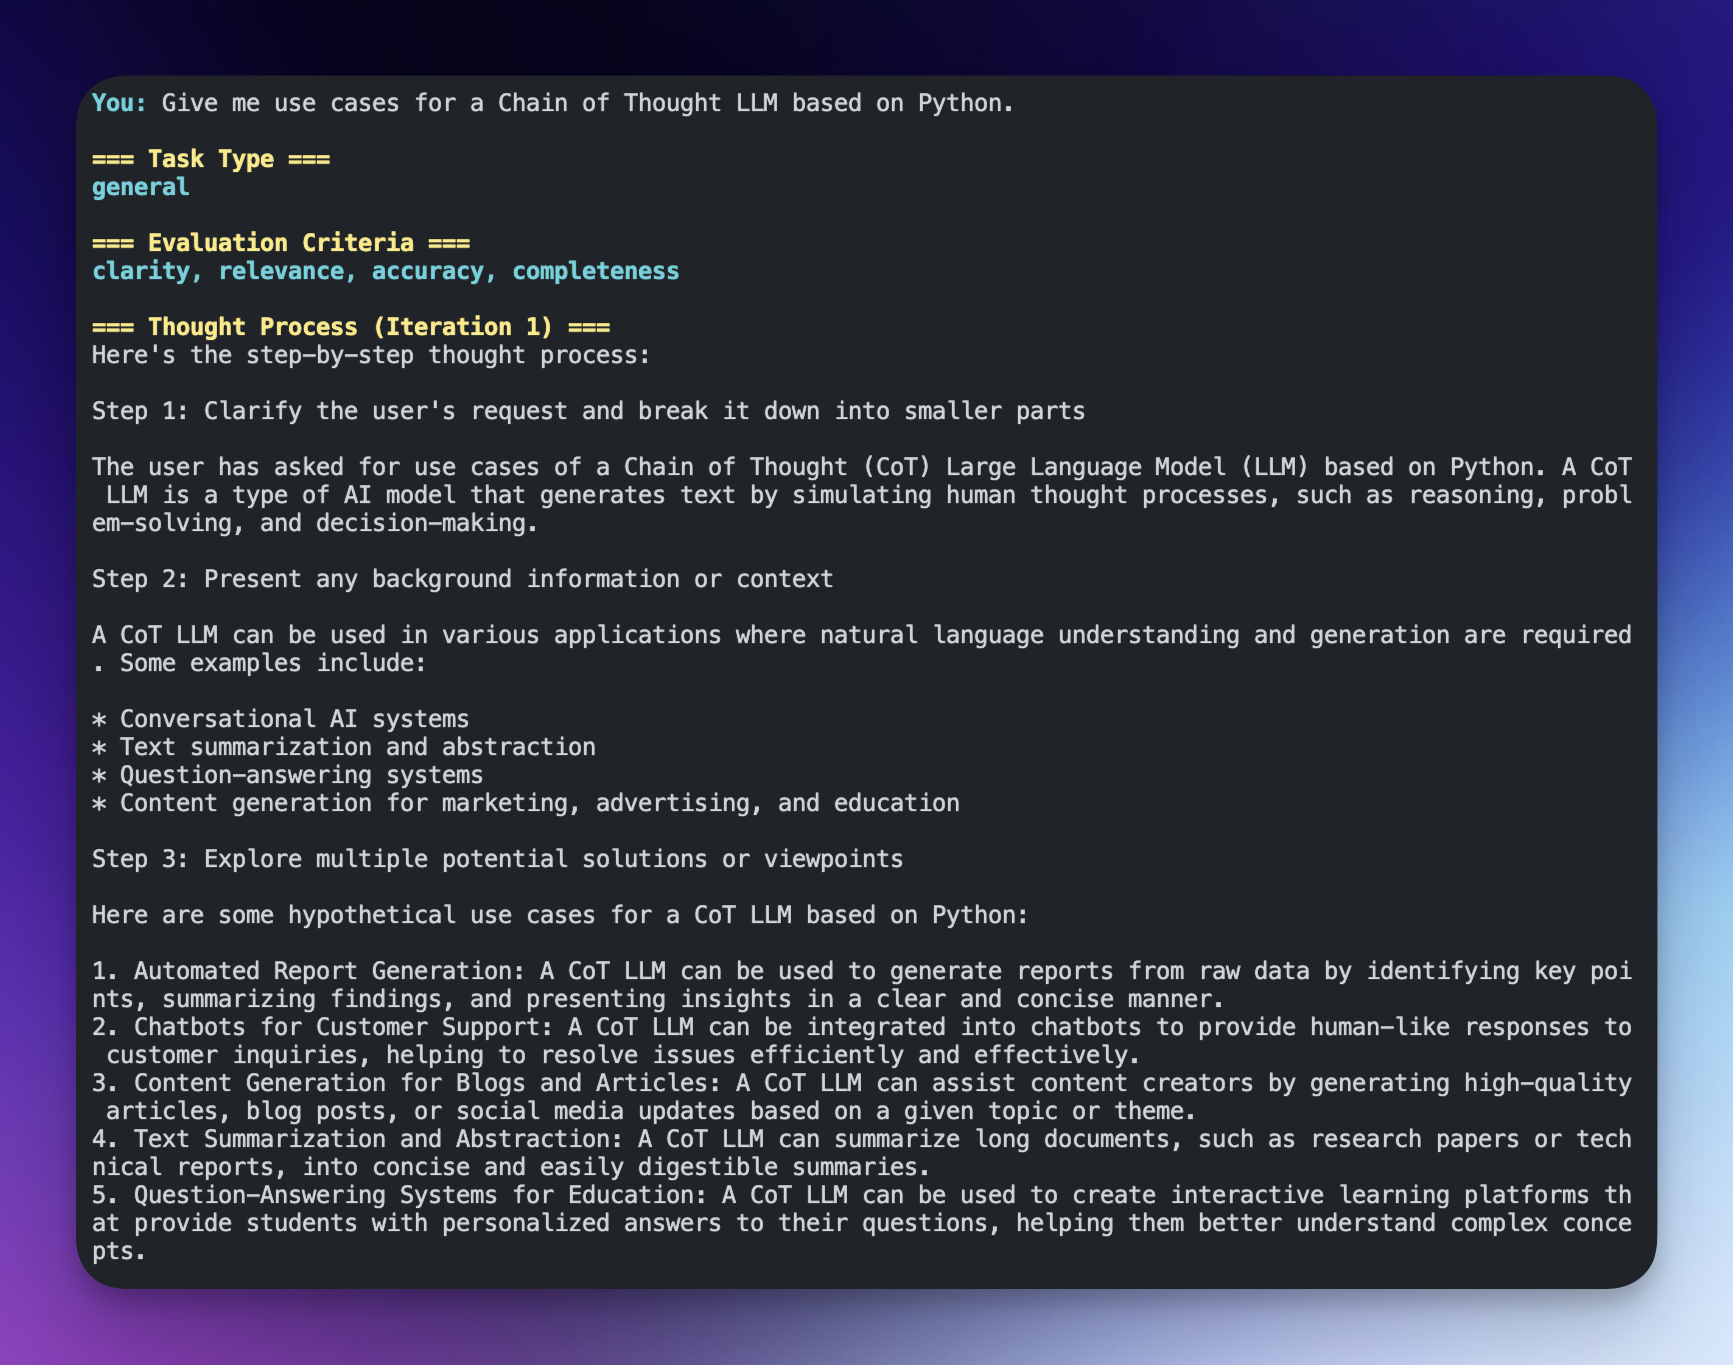 You: Give me use cases for a Chain of Thought LLM based on Python.
=== Task Type ===
general
=== Evaluation Criteria ===
clarity, relevance, accuracy, completeness
=== Thought Process (Iteration 1) ===
Here's the step-by-step thought process:
Step 1: Clarify the user's request and break it down into smaller parts
The user has asked for use cases of a Chain of Thought (CoT) Large Language Model (LLM) based on Python. A CoT
LLM is a type of AI model that generates text by simulating human thought processes, such as reasoning, probl
em-solving, and decision-making.
Step 2: Present any background information or context
A CoT LLM can be used in various applications where natural language understanding and generation are required
. Some examples include:
* Conversational AI systems
* Text summarization and abstraction
* Question-answering systems
* Content generation for marketing, advertising, and education
Step 3: Explore multiple potential solutions or viewpoints
Here are some hypothetical use cases for a CoT LLM based on Python:
1. Automated Report Generation: A CoT LLM can be used to generate reports from raw data by identifying key poi
nts, summarizing findings, and presenting insights in a clear and concise manner.
2. Chatbots for Customer Support: A CoT LLM can be integrated into chatbots to provide human-like responses to
customer inquiries, helping to resolve issues efficiently and effectively.
3. Content Generation for Blogs and Articles: A CoT LLM can assist content creators by generating high-quality
articles, blog posts, or social media updates based on a given topic or theme.
4. Text Summarization and Abstraction: A CoT LLM can summarize long documents, such as research papers or tech
nical reports, into concise and easily digestible summaries.
5. Question-Answering Systems for Education: A CoT LLM can be used to create interactive learning platforms th
at provide students with personalized answers to their questions, helping them better understand complex conce
pts.